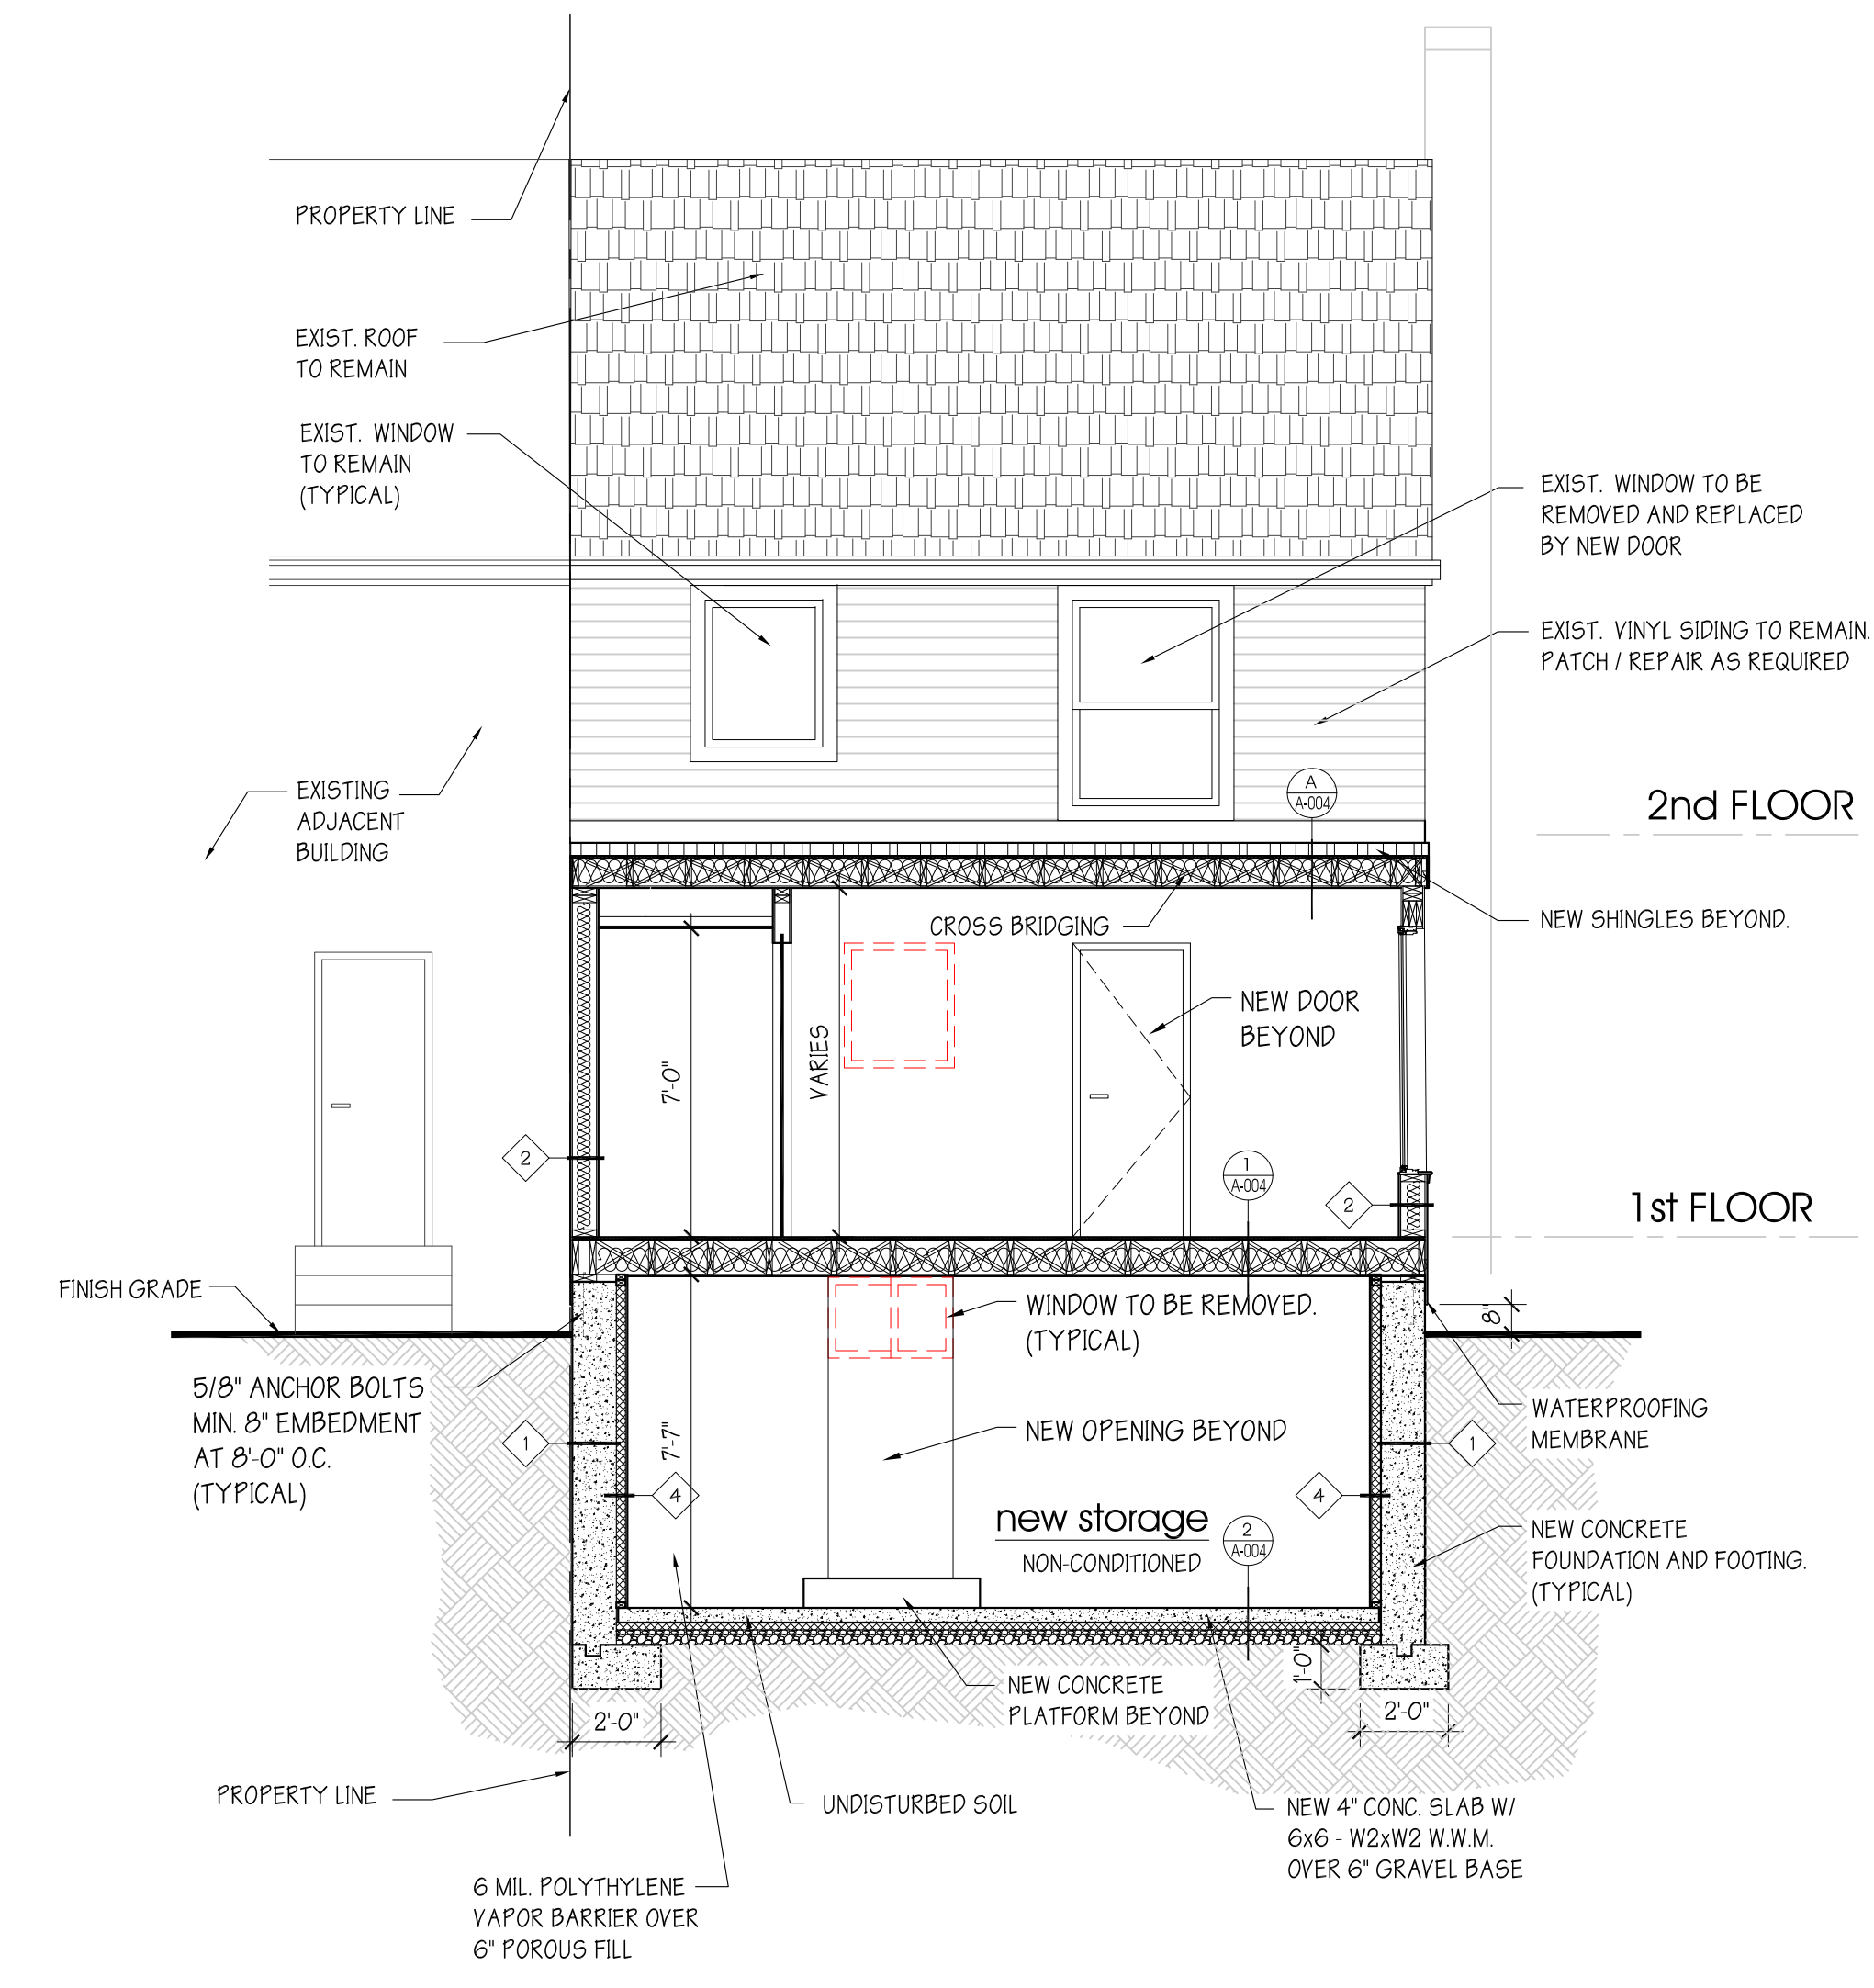 PROPERTY LINE
EXIST. ROOF
TO REMAIN
EXIST. WINDOW
TO REMAIN
(TYPICAL)
EXIST. WINDOW TO BE
REMOVED AND REPLACED
BY NEW DOOR
EXIST. VINYL SIDING TO REMAIN.
PATCH / REPAIR AS REQUIRED
EXISTING
ADJACENT
BUILDING
A
A-004
2nd FLOOR
CROSS BRIDGING
NEW SHINGLES BEYOND.
NEW DOOR
BEYOND
7'-0"
VARIES
2
1
A-004
2
1st FLOOR
FINISH GRADE
WINDOW TO BE REMOVED.
(TYPICAL)
8"
5/8" ANCHOR BOLTS
MIN. 8" EMBEDMENT
AT 8'-0" O.C.
(TYPICAL)
1
7'-7"
NEW OPENING BEYOND
1
WATERPROOFING
MEMBRANE
4
4
new storage
NON-CONDITIONED
2
A-004
NEW CONCRETE
FOUNDATION AND FOOTING.
(TYPICAL)
NEW CONCRETE
PLATFORM BEYOND
1'-0"
2'-0"
2'-0"
PROPERTY LINE
UNDISTURBED SOIL
NEW 4" CONC. SLAB W/
6x6 - W2xW2 W.W.M.
OVER 6" GRAVEL BASE
6 MIL. POLYTHYLENE
VAPOR BARRIER OVER
6" POROUS FILL